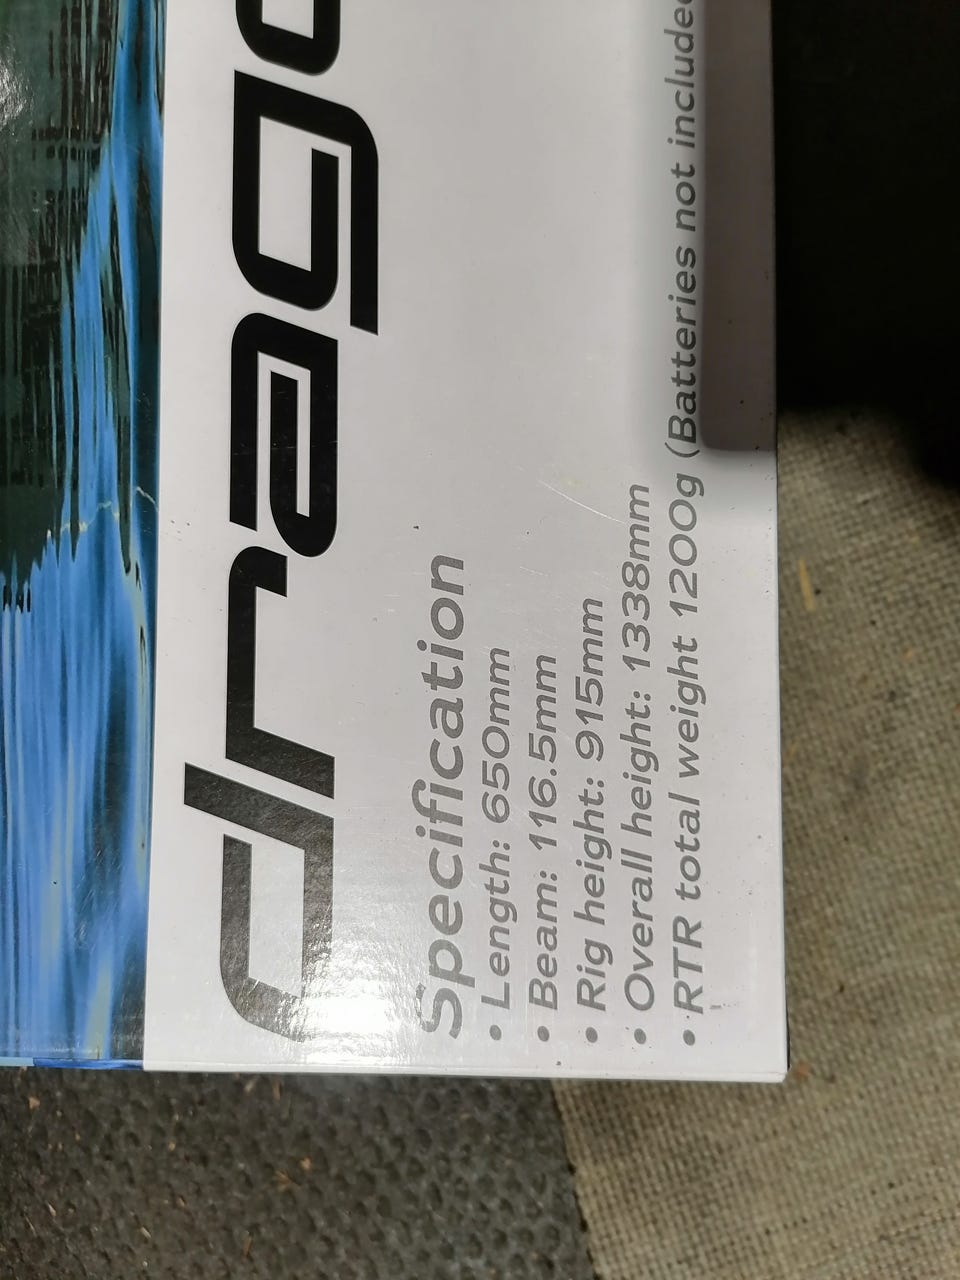 drago
Specification
• Length: 650mm
• Beam: 116.5mm
• Rig height: 915mm
• Overall height: 1338mm
• RTR total weight 1200g (Batteries not included